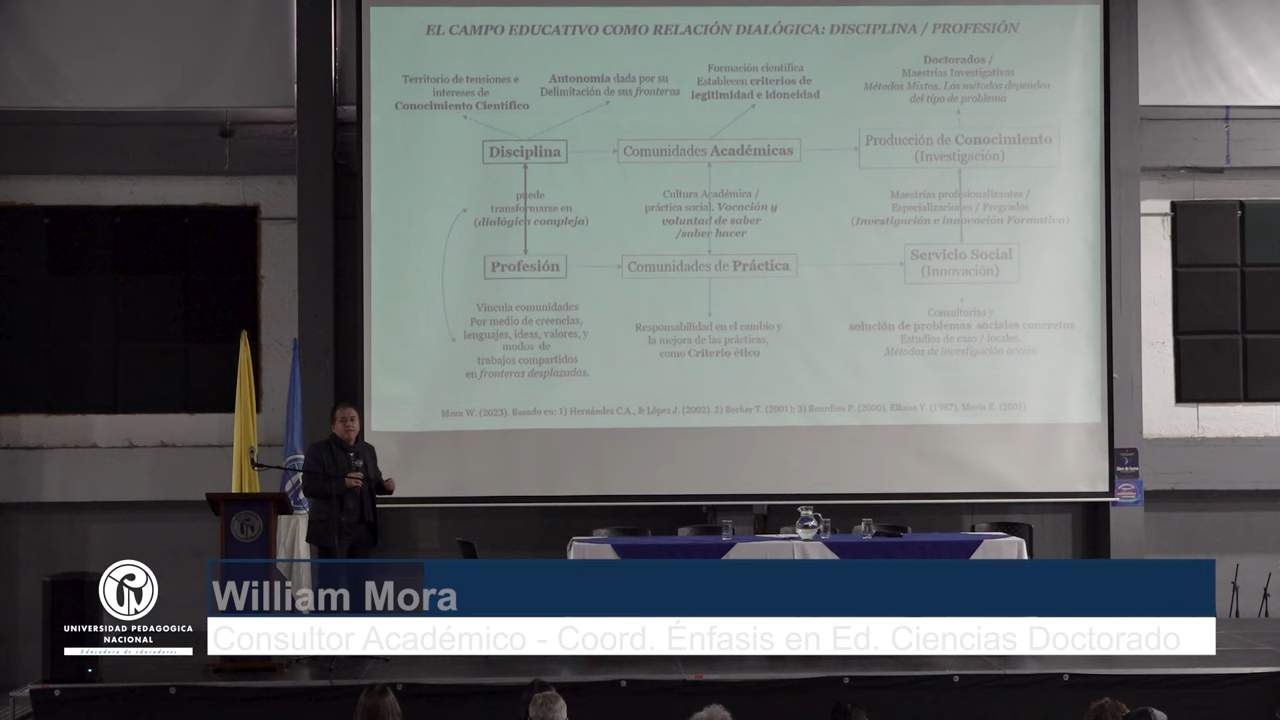 EL CAMPO EDUCATIVO COMO RELACIÓN DIALÓGICA: DISCIPLINA / PROFESIÓN
Territorio de tensiones e
intereses de
Conocimiento Científico
Autonomía dada por su
Delimitación de sus fronteras
Formación científica
Establecen criterios de
legitimidad e idoneidad
Doctorados /
Maestrías Investigativas
Métodos Mixtos. Los métodos dependen
del tipo de problema
Disciplina
Comunidades Académicas
Producción de Conocimiento
(Investigación)
puede
transformarse en
(dialógica compleja)
Cultura Académica /
práctica social. Vocación y
voluntad de saber
/saber hacer
Maestrías profesionalizantes /
Especializaciones / Pregrados
(Investigación e Innovación Formativa)
Profesión
Comunidades de Práctica
Servicio Social
(Innovación)
Vincula comunidades
Por medio de creencias,
lenguajes, ideas, valores, y
modos de
trabajos compartidos
en fronteras desplazadas.
Responsabilidad en el cambio y
la mejora de las prácticas,
como Criterio ético
Consultorías y
solución de problemas sociales concretos
Estudios de caso / locales.
Métodos de investigación acción
Mora W. (2023). Basado en: 1) Hernández C.A., & López J. (2002). 2) Becher T. (2001); 3) Bourdieu P. (2000), Elkana Y. (1987), Morin E. (2001)
William Mora
Consultor Académico - Coord. Énfasis en Ed. Ciencias Doctorado
UNIVERSIDAD PEDAGOGICA
NACIONAL
Educadora de educadores